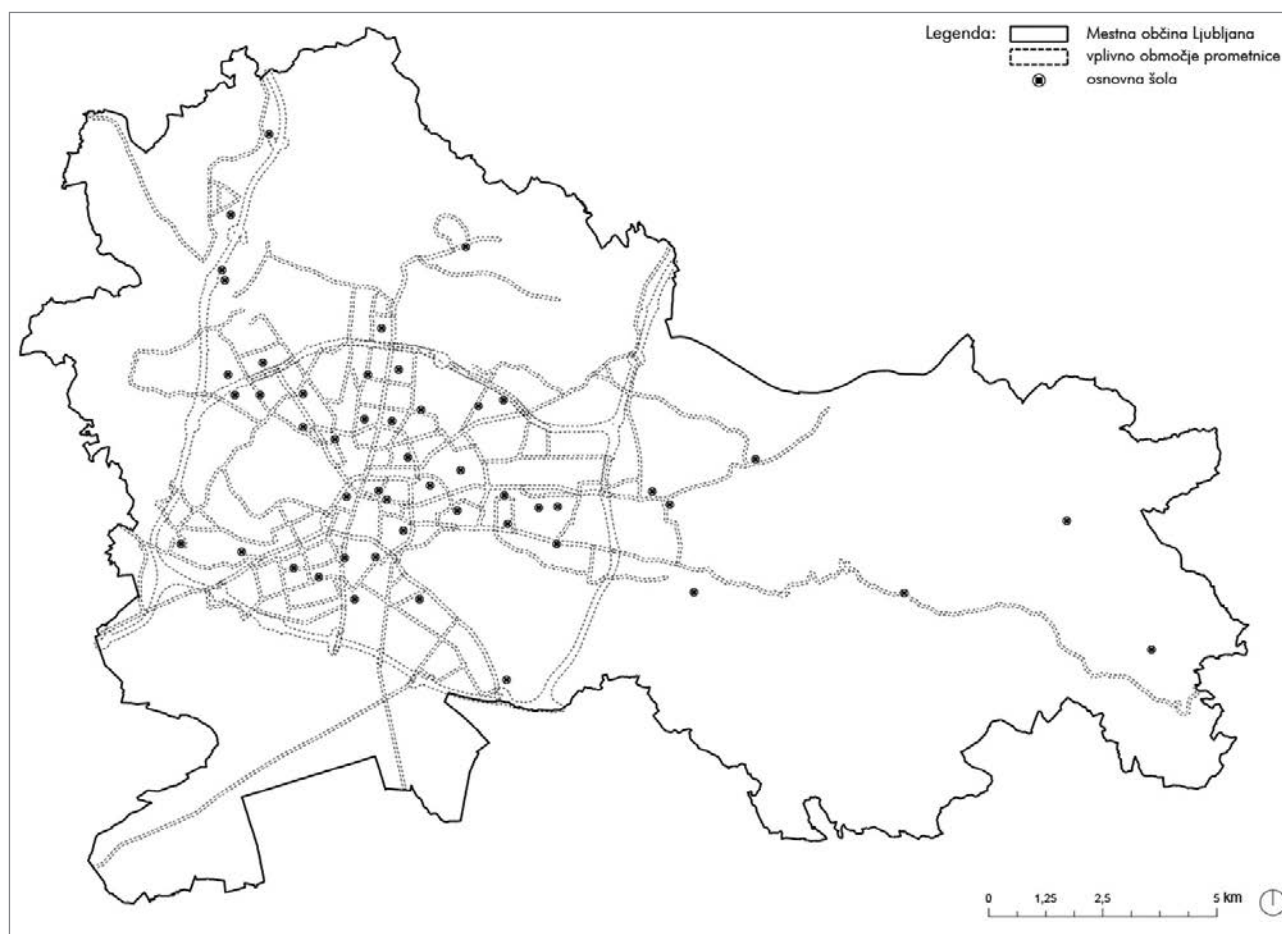 Legenda: Mestna občina Ljubljana
vplivno območje prometnice
osnovna šola
0 1,25 2,5 5 km